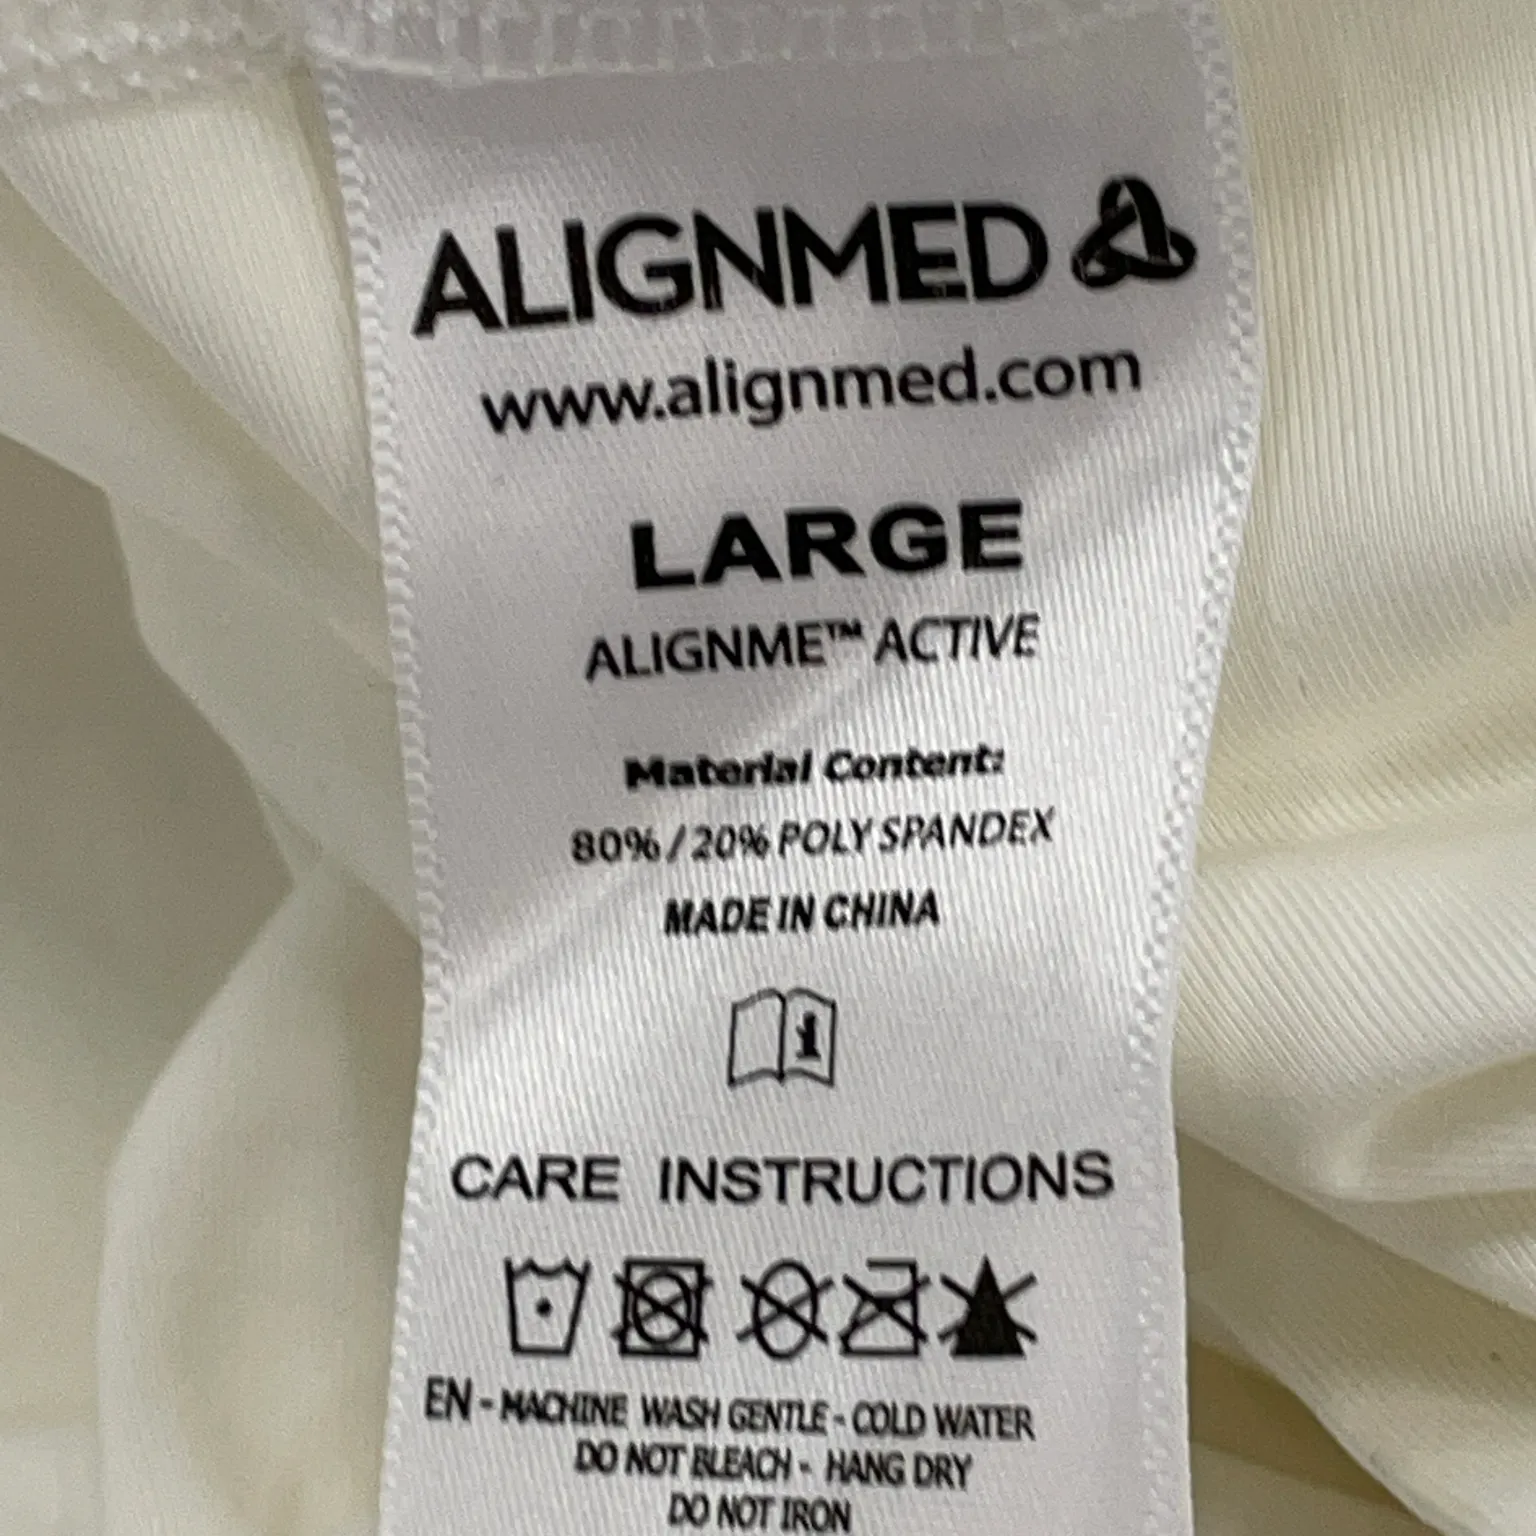 ALIGNMED
www.alignmed.com
LARGE
ALIGNME™ ACTIVE
Material Content:
80% / 20% POLY SPANDEX
MADE IN CHINA
i
CARE INSTRUCTIONS
EN - MACHINE WASH GENTLE - COLD WATER
DO NOT BLEACH - HANG DRY
DO NOT IRON